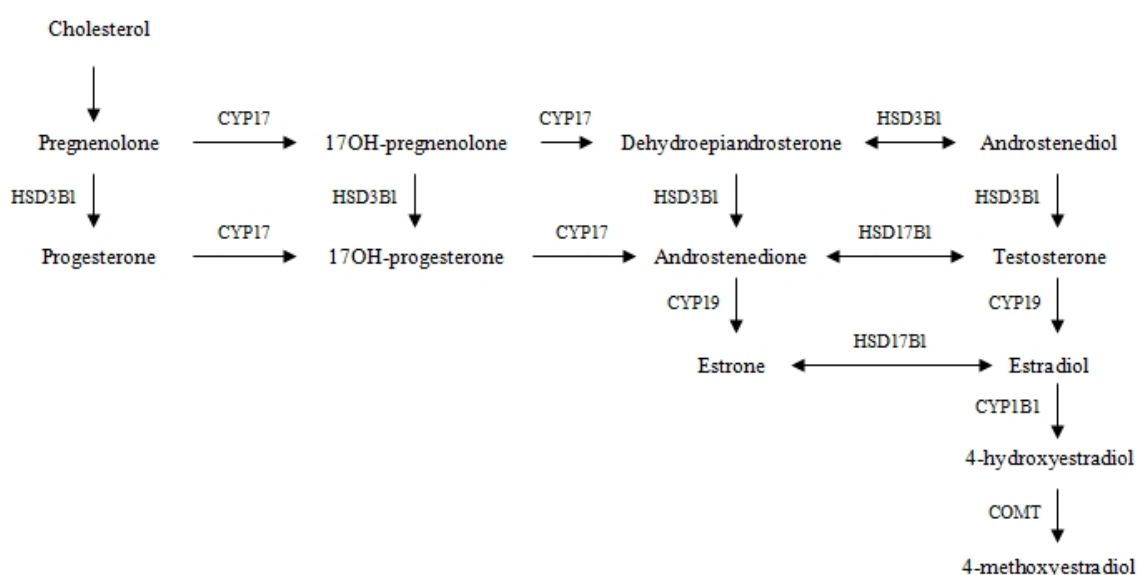 Cholesterol
CYP17 CYP17 HSD3B1
Pregnenolone 17OH-pregnenolone Dehydroepiandrosterone Androstenediol
HSD3B1 HSD3B1 HSD3B1 HSD3B1
CYP17 CYP17 HSD17B1
Progesterone 17OH-progesterone Androstenedione Testosterone
CYP19 CYP19
HSD17B1
Estrone Estradiol
CYP1B1
4-hydroxyestradiol
COMT
4-methoxyestradiol